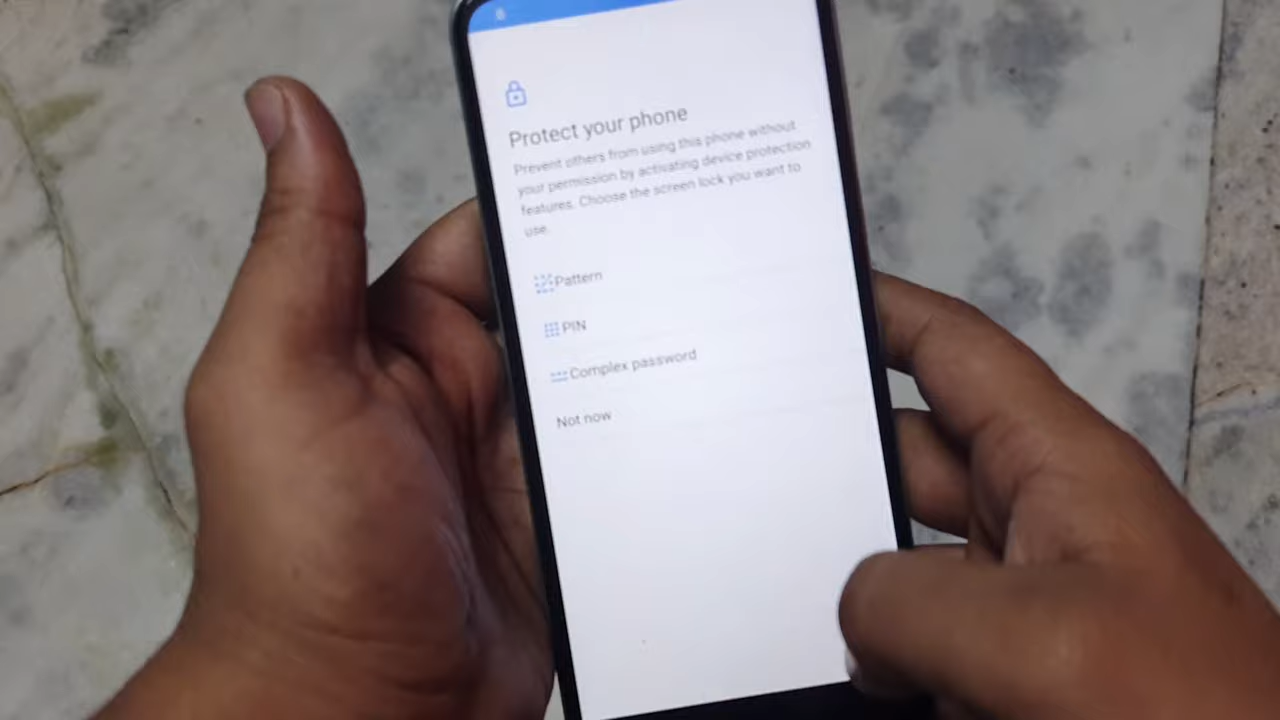 Protect your phone
Prevent others from using this phone without
your permission by activating device protection
features. Choose the screen lock you want to
use.
Pattern
PIN
Complex password
Not now